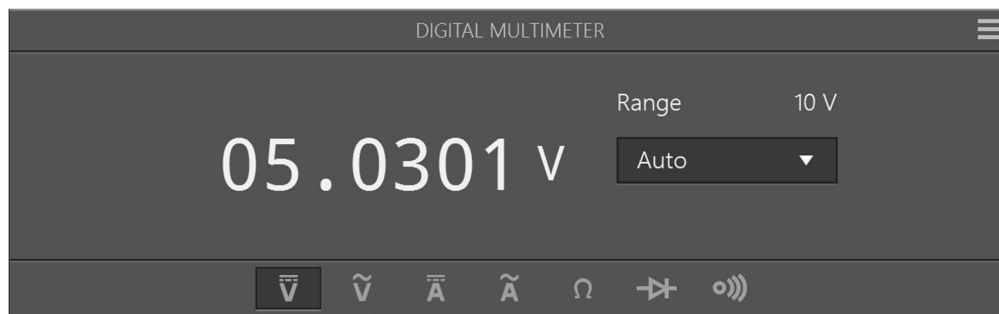 DIGITAL MULTIMETER
Range 10 V
05.0301 V
Auto
V V A A Ω